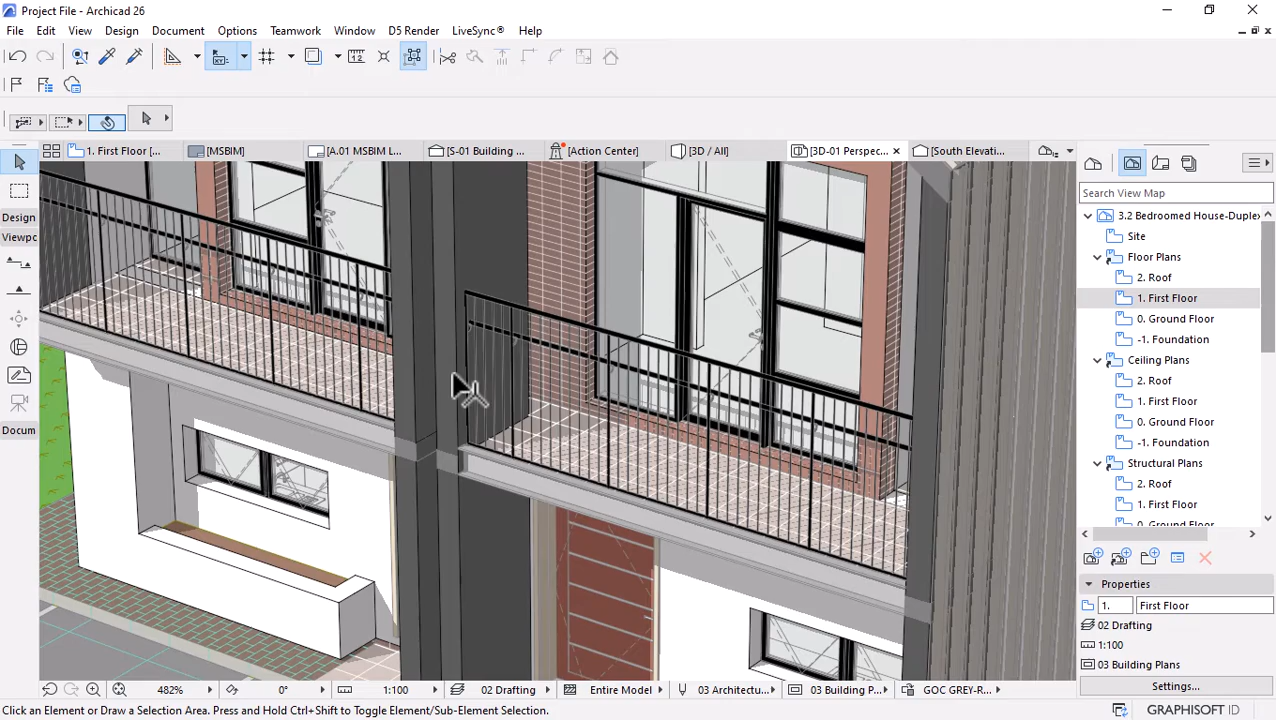 Project File - Archicad 26
File Edit View Design Document Options Teamwork Window D5 Render LiveSync® Help
1. First Floor [... [MSBIM] [A.01 MSBIM L... [S-01 Building ... [Action Center] [3D / All] [3D-01 Perspec... [South Elevati...
Design
Viewpc
Docum
Search View Map
3.2 Bedroomed House-Duplex
Site
Floor Plans
2. Roof
1. First Floor
0. Ground Floor
-1. Foundation
Ceiling Plans
2. Roof
1. First Floor
0. Ground Floor
-1. Foundation
Structural Plans
2. Roof
1. First Floor
0. Ground Floor
Properties
1. First Floor
02 Drafting
1:100
03 Building Plans
Settings...
482% 0° 1:100 02 Drafting Entire Model 03 Architectu... 03 Building P... GOC GREY-R...
Click an Element or Draw a Selection Area. Press and Hold Ctrl+Shift to Toggle Element/Sub-Element Selection.
GRAPHISOFT ID